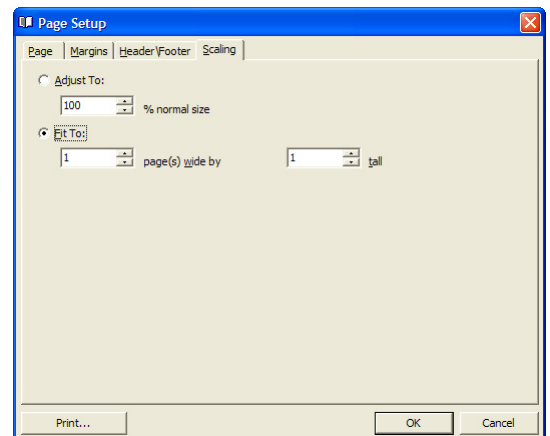 Page Setup
Page Margins Header\Footer Scaling
Adjust To:
100 % normal size
Fit To:
1 page(s) wide by 1 tall
Print... OK Cancel